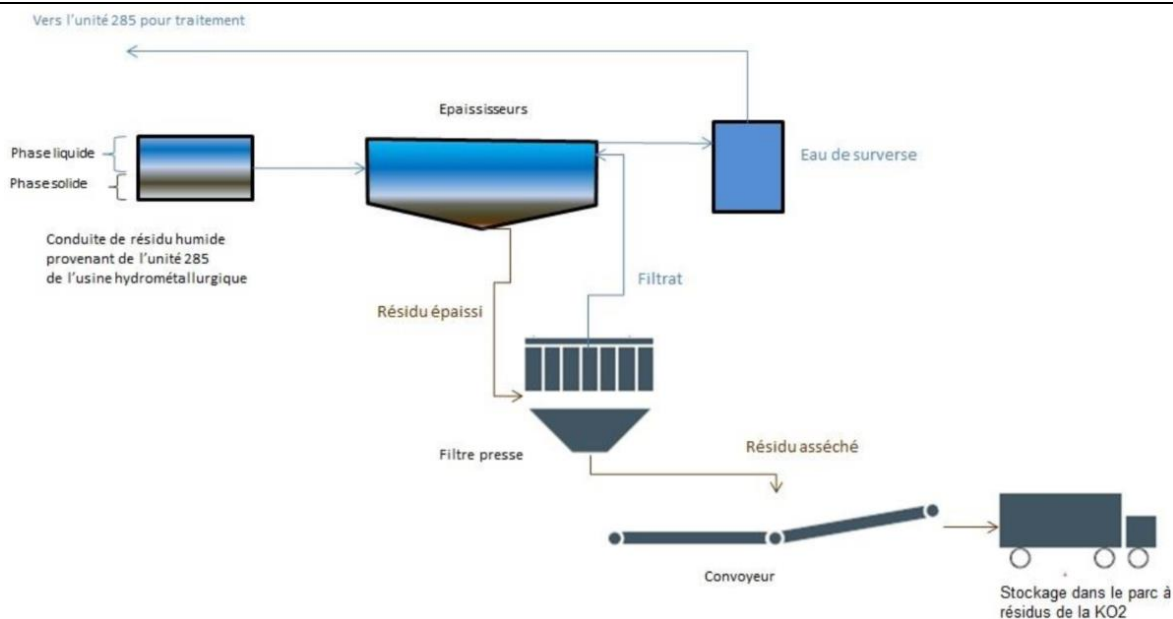 Vers l'unité 285 pour traitement
Epaississeurs
Phase liquide
Phase solide
Eau de surverse
Conduite de résidu humide
provenant de l'unité 285
de l'usine hydrométallurgique
Filtrat
Résidu épaissi
Filtre presse
Résidu asséché
Convoyeur
Stockage dans le parc à
résidus de la KO2